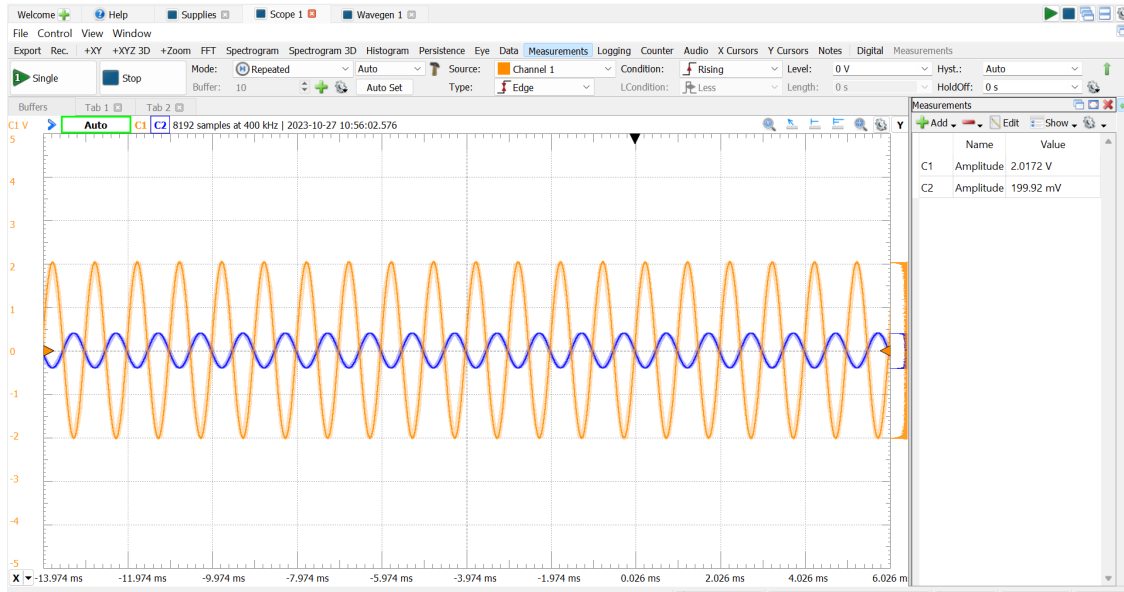 Welcome Help Supplies Scope 1 Wavegen 1
File Control View Window
Export Rec. +XY +XYZ 3D +Zoom FFT Spectrogram Spectrogram 3D Histogram Persistence Eye Data Measurements Logging Counter Audio X Cursors Y Cursors Notes Digital Measurements
Single Stop Mode: Repeated Auto Source: Channel 1 Condition: Rising Level: 0 V Hyst.: Auto
Buffer: 10 Auto Set Type: Edge LCondition: Less Length: 0 s HoldOff: 0 s
Buffers Tab 1 Tab 2
C1 V Auto C1 C2 8192 samples at 400 kHz | 2023-10-27 10:56:02.576 Y
5
4
3
2
1
0
-1
-2
-3
-4
-5
X -13.974 ms -11.974 ms -9.974 ms -7.974 ms -5.974 ms -3.974 ms -1.974 ms 0.026 ms 2.026 ms 4.026 ms 6.026 m
Measurements
Add Edit Show
Name Value
C1 Amplitude 2.0172 V
C2 Amplitude 199.92 mV